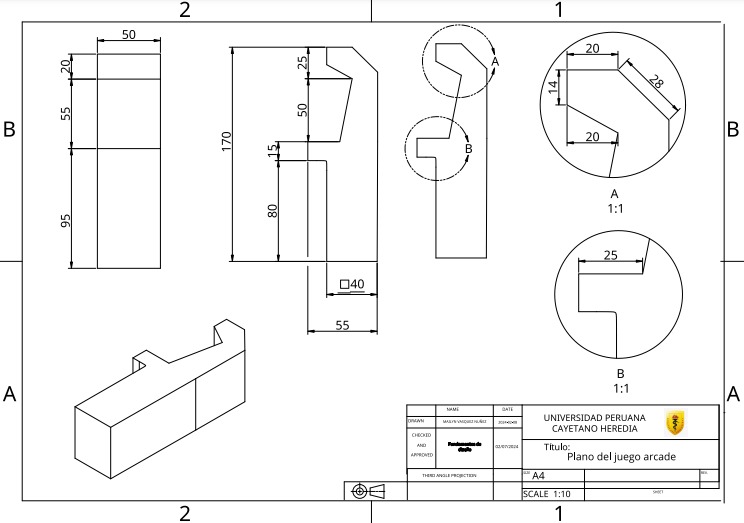 2
1
B
B
A
A
2
1
50
20
55
95
25
50
15
170
80
□40
55
A
B
20
28
14
20
A
1:1
25
B
1:1
NAME
DATE
DRAWN
CHECKED
AND
APPROVED
Fundamentos de
diseño
02/07/2024
THIRD ANGLE PROJECTION
UNIVERSIDAD PERUANA
CAYETANO HEREDIA
Título:
Plano del juego arcade
SIZE
A4
REV.
SCALE 1:10
SHEET